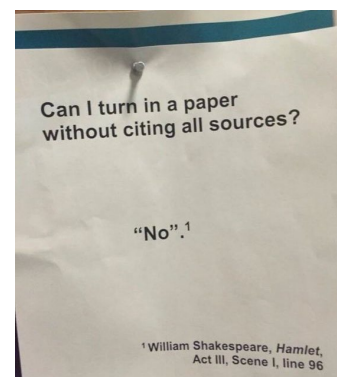 Can I turn in a paper
without citing all sources?
“No”.¹
¹ William Shakespeare, Hamlet,
Act III, Scene I, line 96